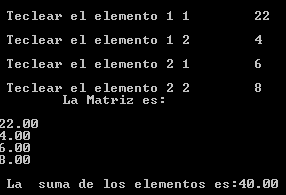 Teclear el elemento 1 1 22
Teclear el elemento 1 2 4
Teclear el elemento 2 1 6
Teclear el elemento 2 2 8
La Matriz es:
22.00
4.00
6.00
8.00
La suma de los elementos es:40.00